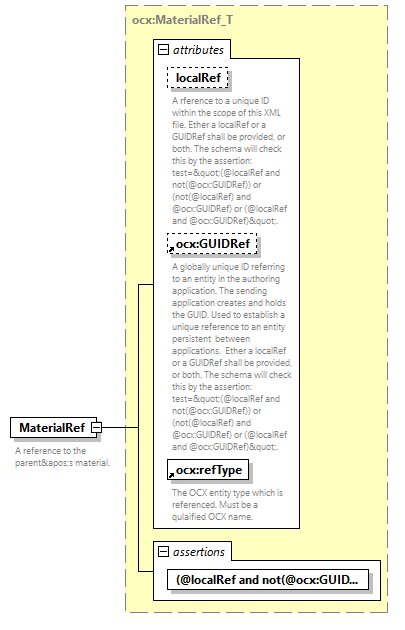 ocx:MaterialRef_T
attributes
localRef
A rference to a unique ID
within the scope of this XML
file. Ether a localRef or a
GUIDRef shall be provided, or
both. The schema will check
this by the assertion:
test=&quot;(@localRef and
not(@ocx:GUIDRef)) or
(not(@localRef) and
@ocx:GUIDRef) or (@localRef
and @ocx:GUIDRef)&quot;.
ocx:GUIDRef
A globally unique ID referring
to an entity in the authoring
application. The sending
application creates and holds
the GUID. Used to establish a
unique reference to an entity
persistent between
applications. Ether a localRef
or a GUIDRef shall be provided,
or both. The schema will check
this by the assertion:
test=&quot;(@localRef and
not(@ocx:GUIDRef)) or
(not(@localRef) and
@ocx:GUIDRef) or (@localRef
and @ocx:GUIDRef)&quot;.
MaterialRef
A reference to the
parent&apos;s material.
ocx:refType
The OCX entity type which is
referenced. Must be a
qulaified OCX name.
assertions
(@localRef and not(@ocx:GUID...